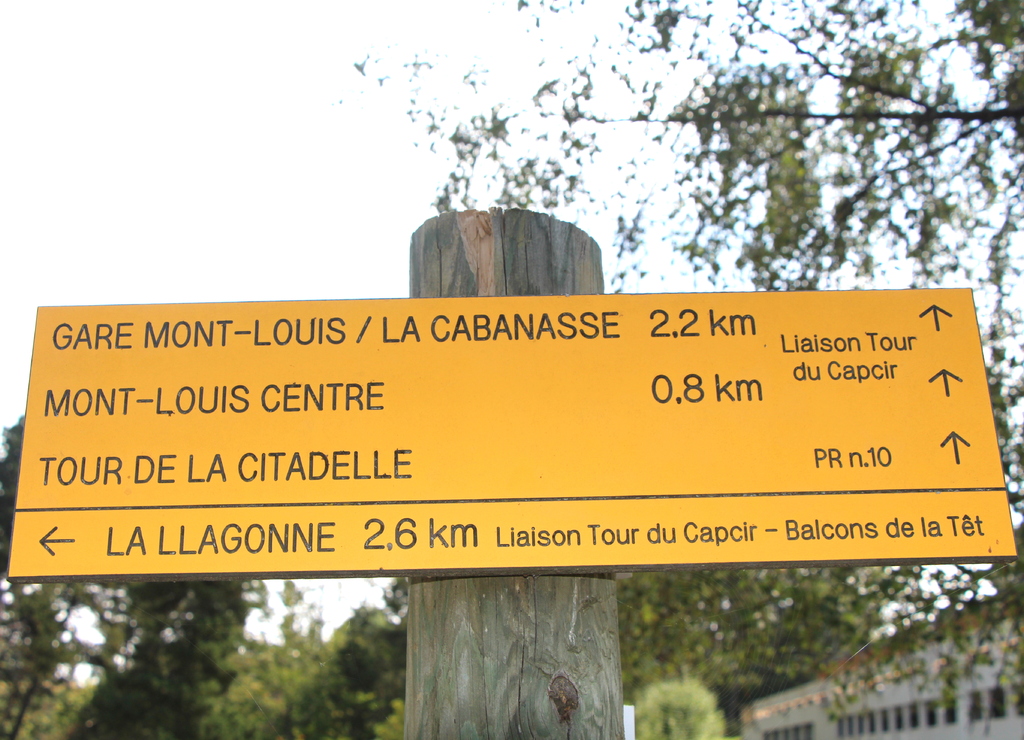 GARE MONT-LOUIS / LA CABANASSE 2,2 km Liaison Tour du Capcir ↑
MONT-LOUIS CENTRE 0,8 km ↑
TOUR DE LA CITADELLE PR n.10 ↑
← LA LLAGONNE 2,6 km Liaison Tour du Capcir - Balcons de la Têt